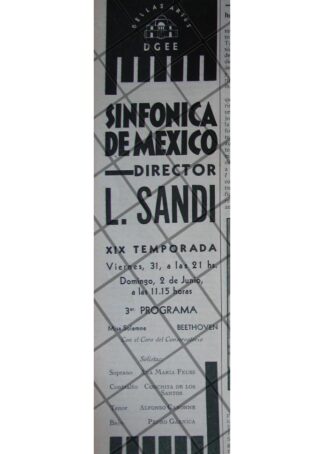 BELLAS ARTES
DGEE
SINFONICA
DE MEXICO
DIRECTOR
L. SANDI
XIX TEMPORADA
Viernes, 31, a las 21 hs.
Domingo, 2 de Junio,
a las 11.15 horas
3er PROGRAMA
Misa Solemne BEETHOVEN
Con el Coro del Conservatorio
Solistas:
Soprano
Contralto CONCHITA DE LOS
SANTOS
Tenor ALFONSO
Bajo PEDRO GARNICA